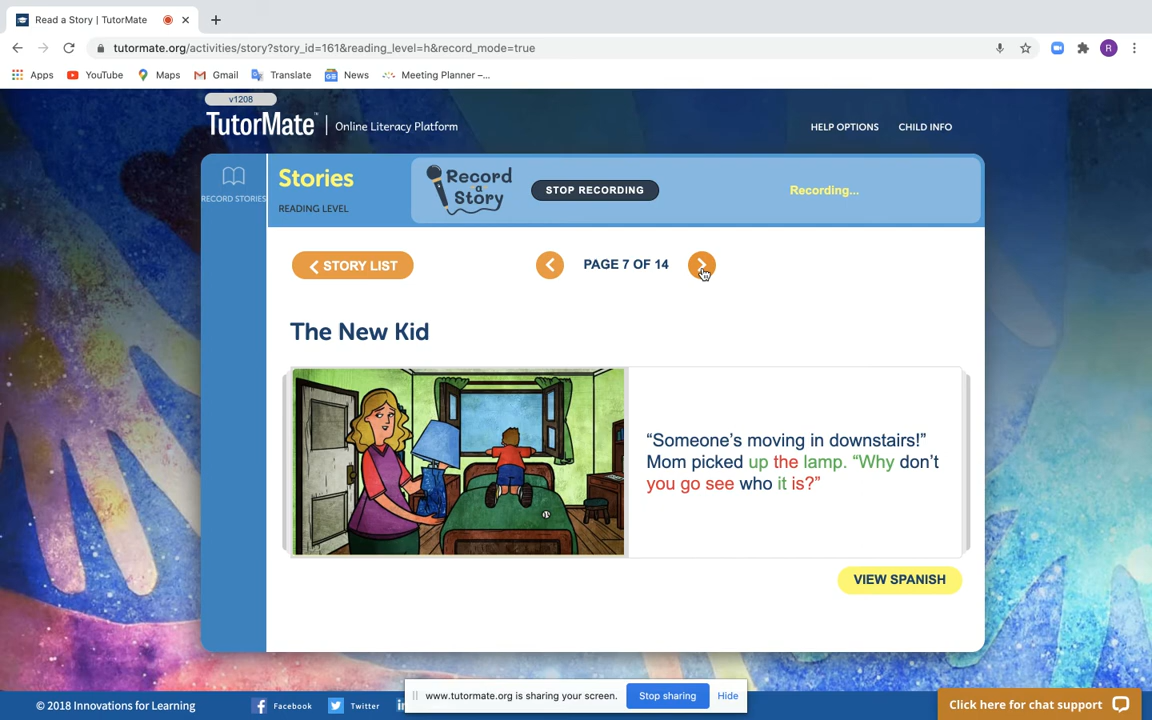 Read a Story | TutorMate
tutormate.org/activities/story?story_id=161&reading_level=h&record_mode=true
R
Apps YouTube Maps Gmail Translate News Meeting Planner –...
v1208
TutorMate | Online Literacy Platform
HELP OPTIONS CHILD INFO
RECORD STORIES
Stories
READING LEVEL
Record
a
Story
STOP RECORDING
Recording...
STORY LIST
PAGE 7 OF 14
The New Kid
“Someone’s moving in downstairs!”
Mom picked up the lamp. “Why don’t
you go see who it is?”
VIEW SPANISH
www.tutormate.org is sharing your screen. Stop sharing Hide
© 2018 Innovations for Learning Facebook Twitter
Click here for chat support